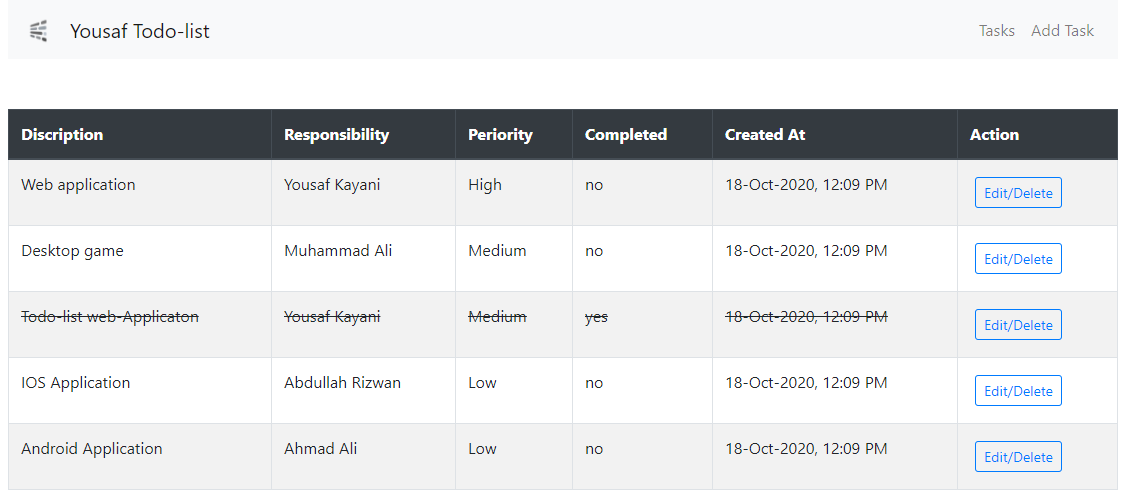 Yousaf Todo-list Tasks Add Task
Discription Responsibility Periority Completed Created At Action
Web application Yousaf Kayani High no 18-Oct-2020, 12:09 PM Edit/Delete
Desktop game Muhammad Ali Medium no 18-Oct-2020, 12:09 PM Edit/Delete
Todo-list web-Applicaton Yousaf Kayani Medium yes 18-Oct-2020, 12:09 PM Edit/Delete
IOS Application Abdullah Rizwan Low no 18-Oct-2020, 12:09 PM Edit/Delete
Android Application Ahmad Ali Low no 18-Oct-2020, 12:09 PM Edit/Delete